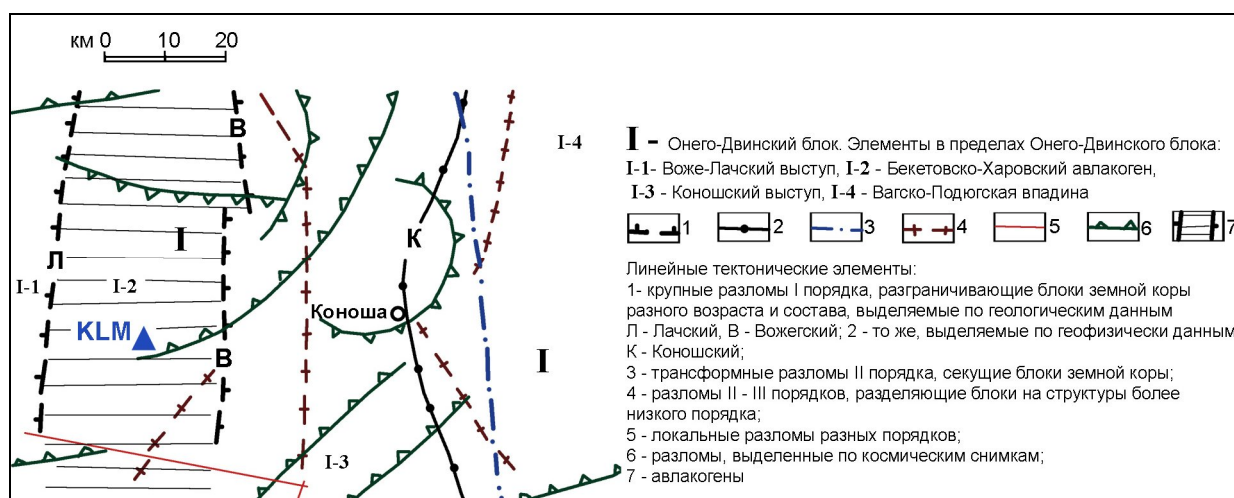 км 0 10 20
В
I-4
К
Л
I
I-1
I-2
Коноша
KLM
В
I
I-3
I - Онего-Двинский блок. Элементы в пределах Онего-Двинского блока:
I-1- Воже-Лачский выступ, I-2 - Бекетовско-Харовский авлакоген,
I-3 - Коношский выступ, I-4 - Вагско-Подюгская впадина
1 2 3 4 5 6 7
Линейные тектонические элементы:
1- крупные разломы I порядка, разграничивающие блоки земной коры
разного возраста и состава, выделяемые по геологическим данным
Л - Лачский, В - Вожегский; 2 - то же, выделяемые по геофизически данным
К - Коношский;
3 - трансформные разломы II порядка, секущие блоки земной коры;
4 - разломы II - III порядков, разделяющие блоки на структуры более
низкого порядка;
5 - локальные разломы разных порядков;
6 - разломы, выделенные по космическим снимкам;
7 - авлакогены